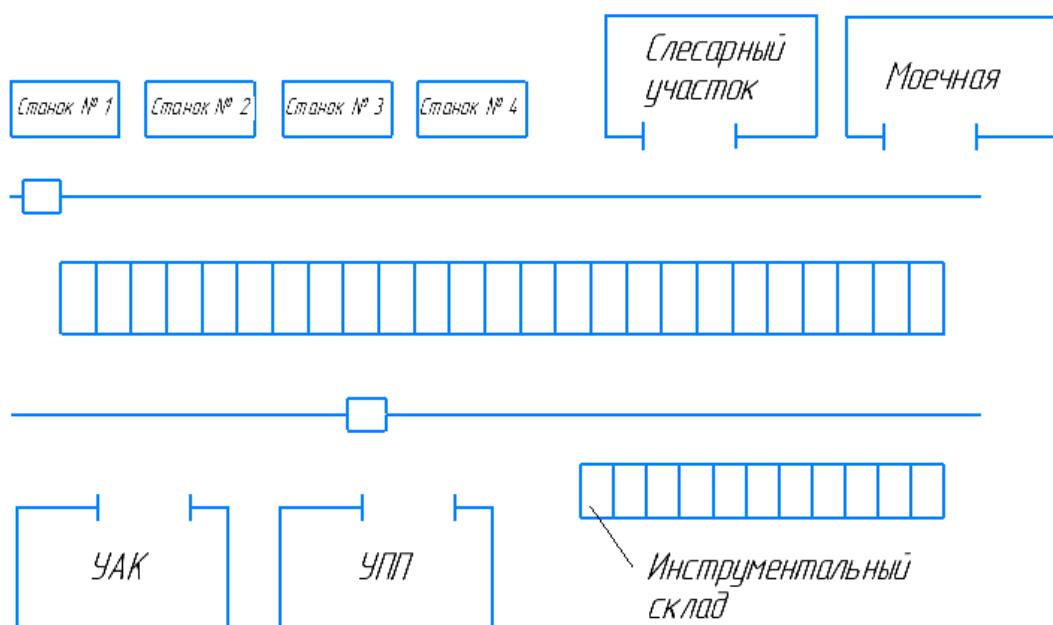 Слесарный
участок
Моечная
Станок № 1
Станок № 2
Станок № 3
Станок № 4
УАК
УПП
Инструментальный
склад